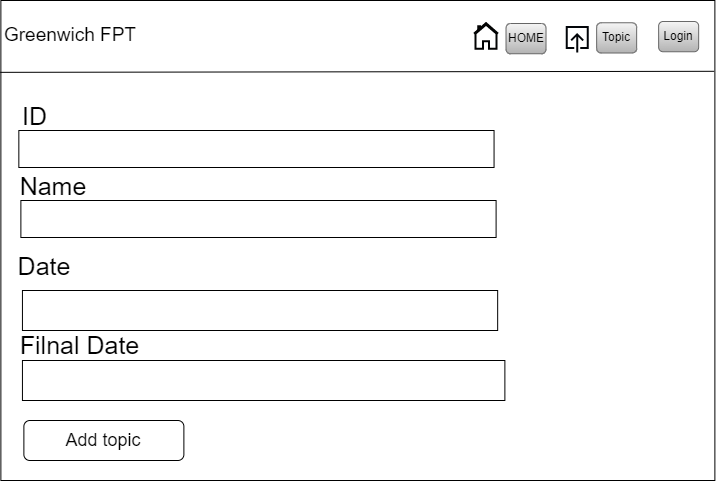 Greenwich FPT
HOME
Topic
Login
ID
Name
Date
Filnal Date
Add topic